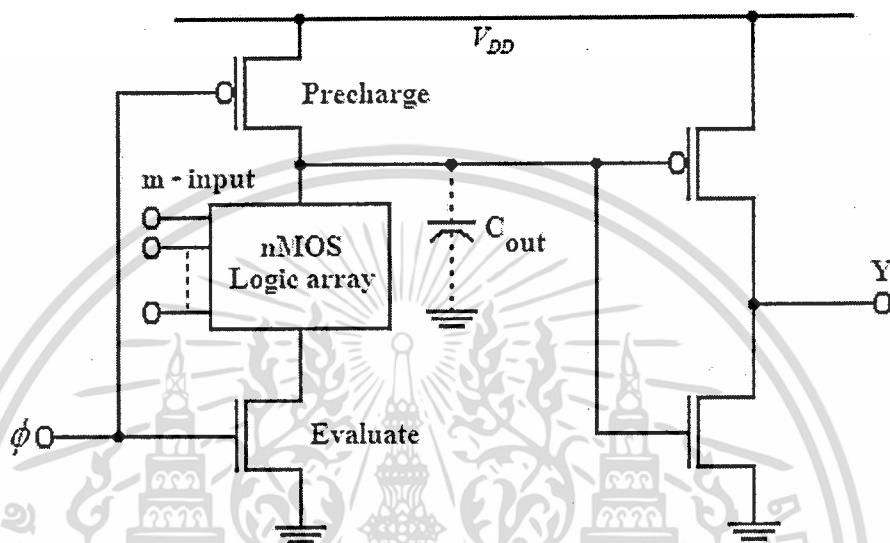 V_DD
Precharge
m - input
nMOS
Logic array
C_out
Y
ϕ
Evaluate